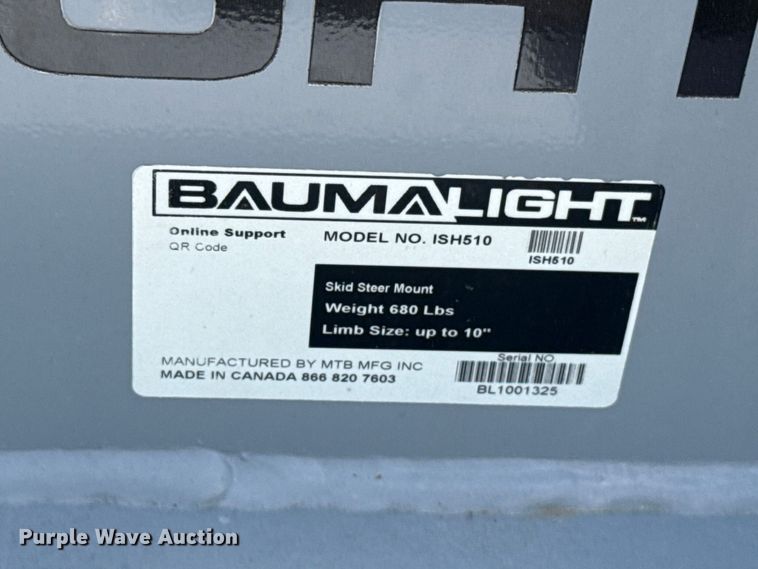 BAUMALIGHT™
Online Support
QR Code
MODEL NO. ISH510
ISH510
Skid Steer Mount
Weight 680 Lbs
Limb Size: up to 10"
MANUFACTURED BY MTB MFG INC
MADE IN CANADA 866 820 7603
Serial NO
BL1001325
Purple Wave Auction